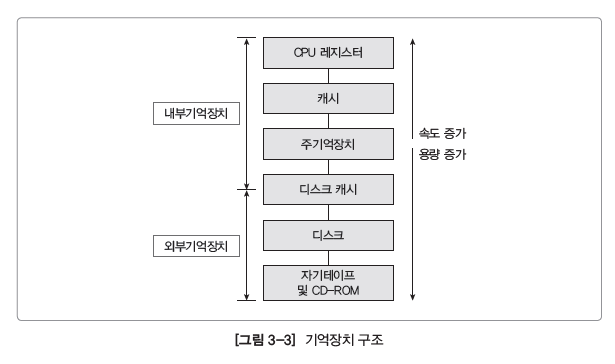 CPU 레지스터
캐시
내부기억장치
주기억장치
속도 증가
용량 증가
디스크 캐시
디스크
외부기억장치
자기테이프
및 CD-ROM
[그림 3-3] 기억장치 구조